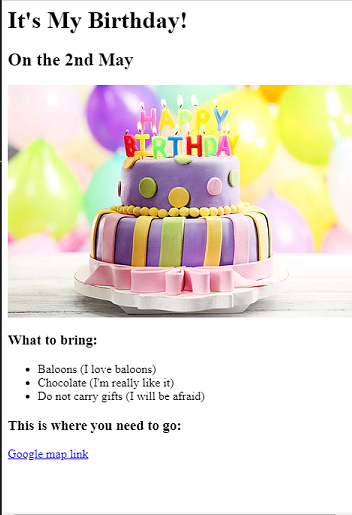 It's My Birthday!
On the 2nd May
HAPPY
BIRTHDAY
What to bring:
Baloons (I love baloons)
Chocolate (I'm really like it)
Do not carry gifts (I will be afraid)
This is where you need to go:
Google map link